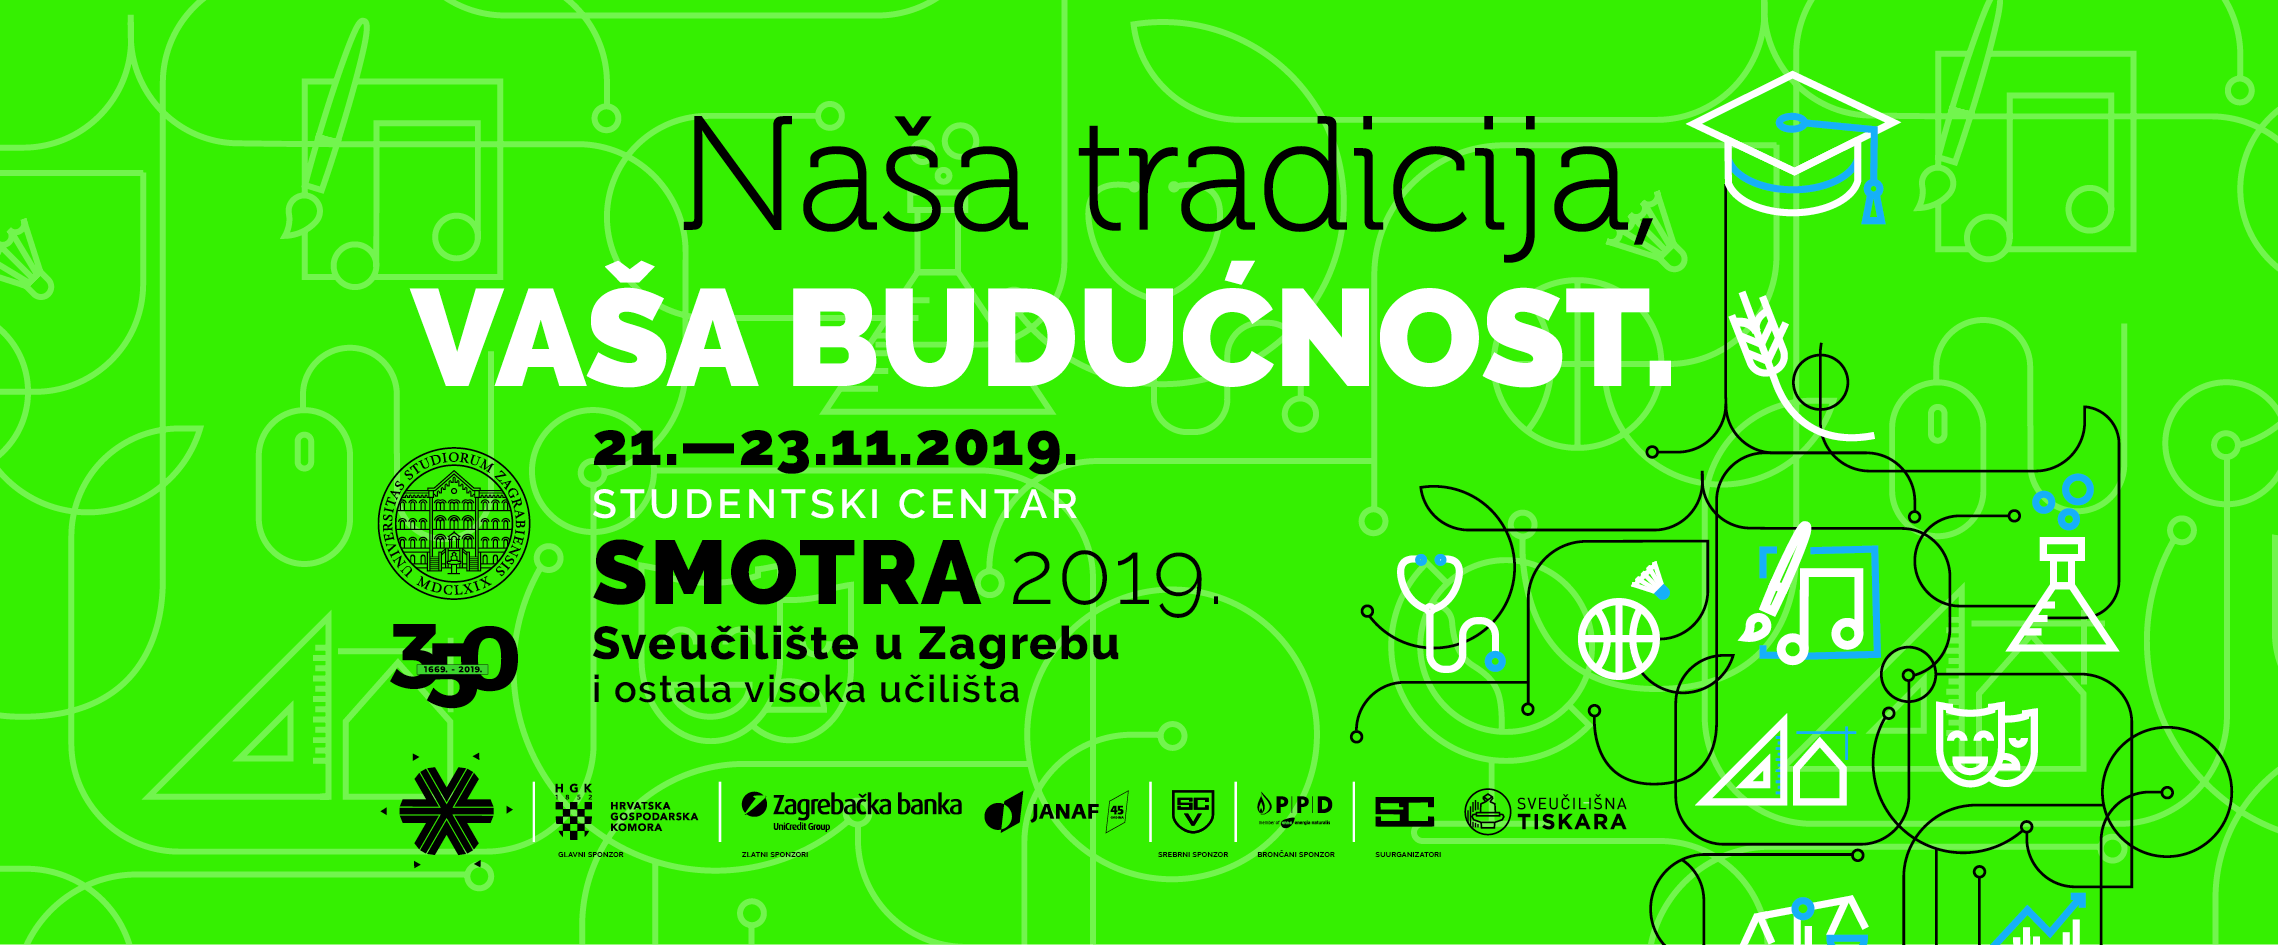 Naša tradicija,
VAŠA BUDUĆNOST.
21.—23.11.2019.
STUDENTSKI CENTAR
SMOTRA 2019.
Sveučilište u Zagrebu
i ostala visoka učilišta
UNIVERSITAS STUDIORUM ZAGRABIENSIS
MDCLXIX
350
1669. - 2019.
HGK
1852
HRVATSKA
GOSPODARSKA
KOMORA
GLAVNI SPONZOR
Zagrebačka banka
UniCredit Group
ZLATNI SPONZORI
JANAF
45
SCV
SREBRNI SPONZOR
PPD
BRONČANI SPONZOR
SC
SUURGANIZATORI
SVEUČILIŠNA
TISKARA